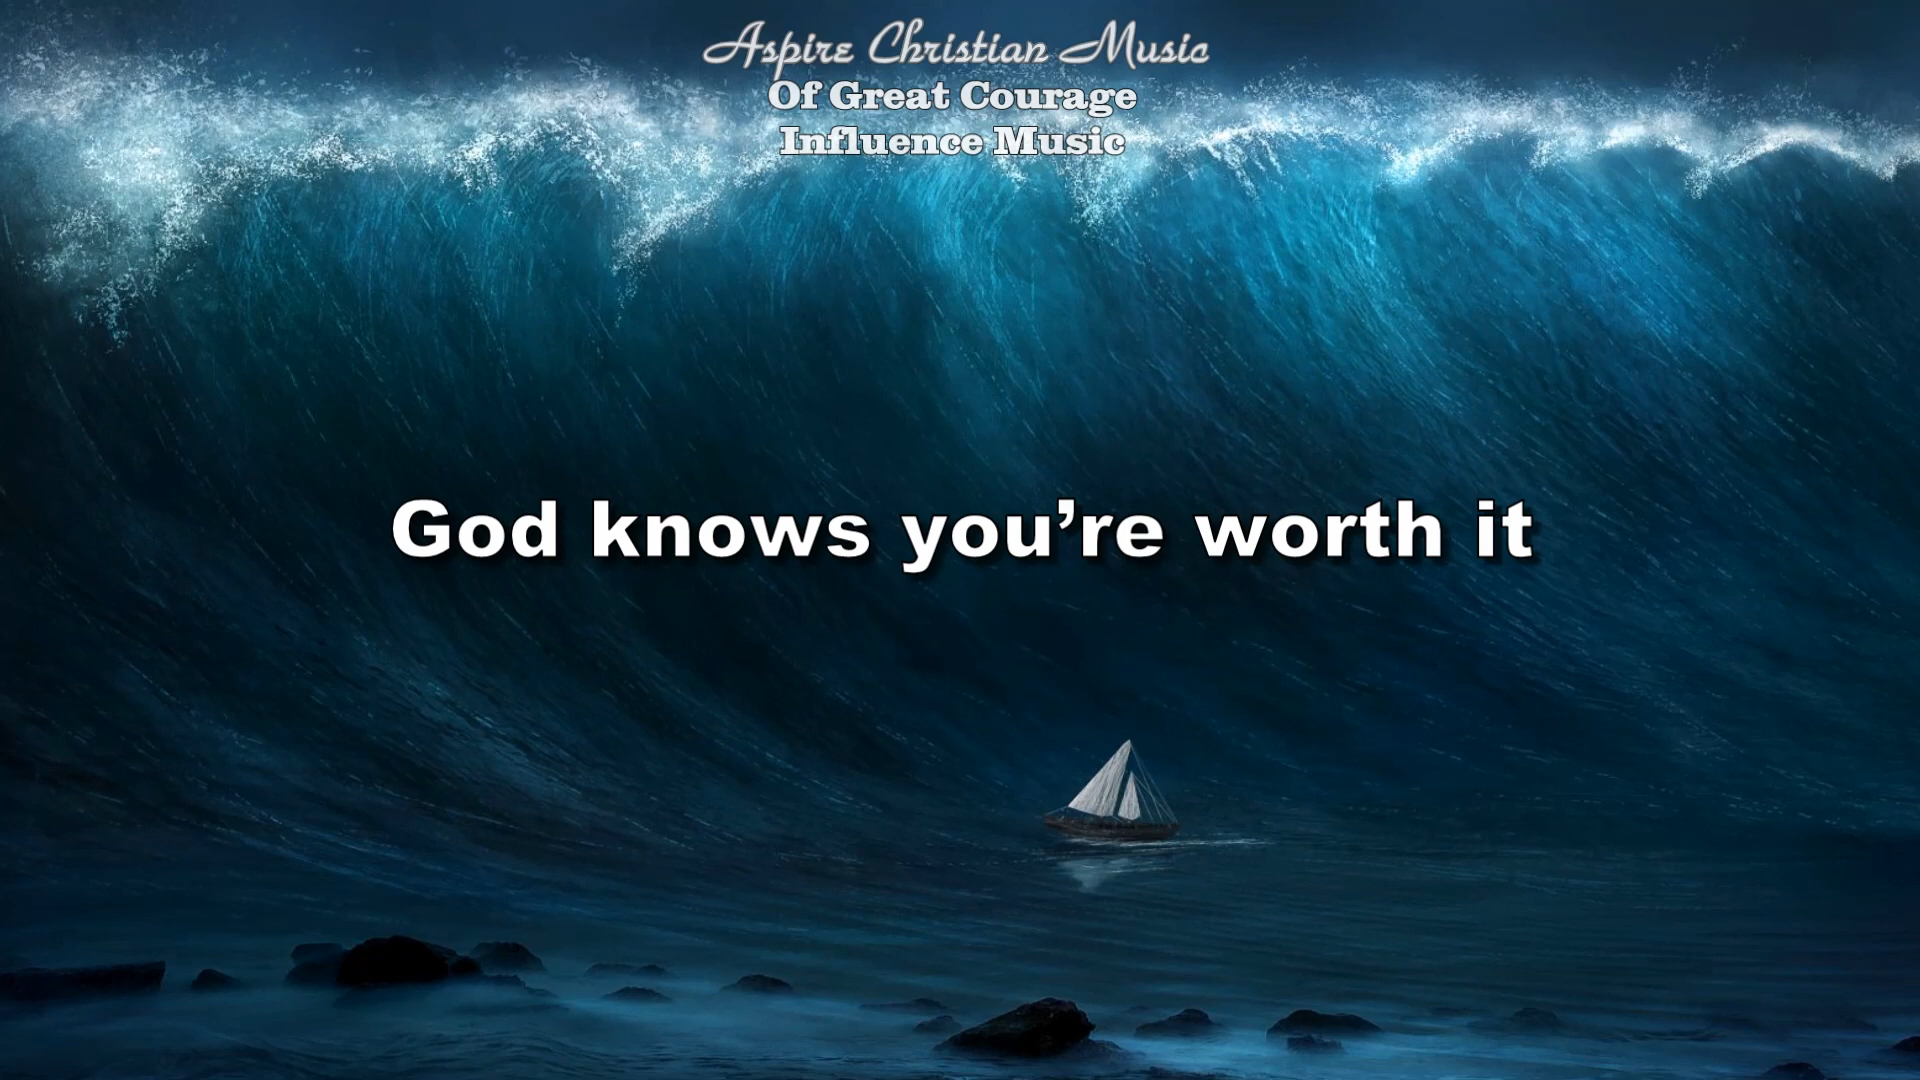 Aspire Christian Music
Of Great Courage
Influence Music
God knows you’re worth it